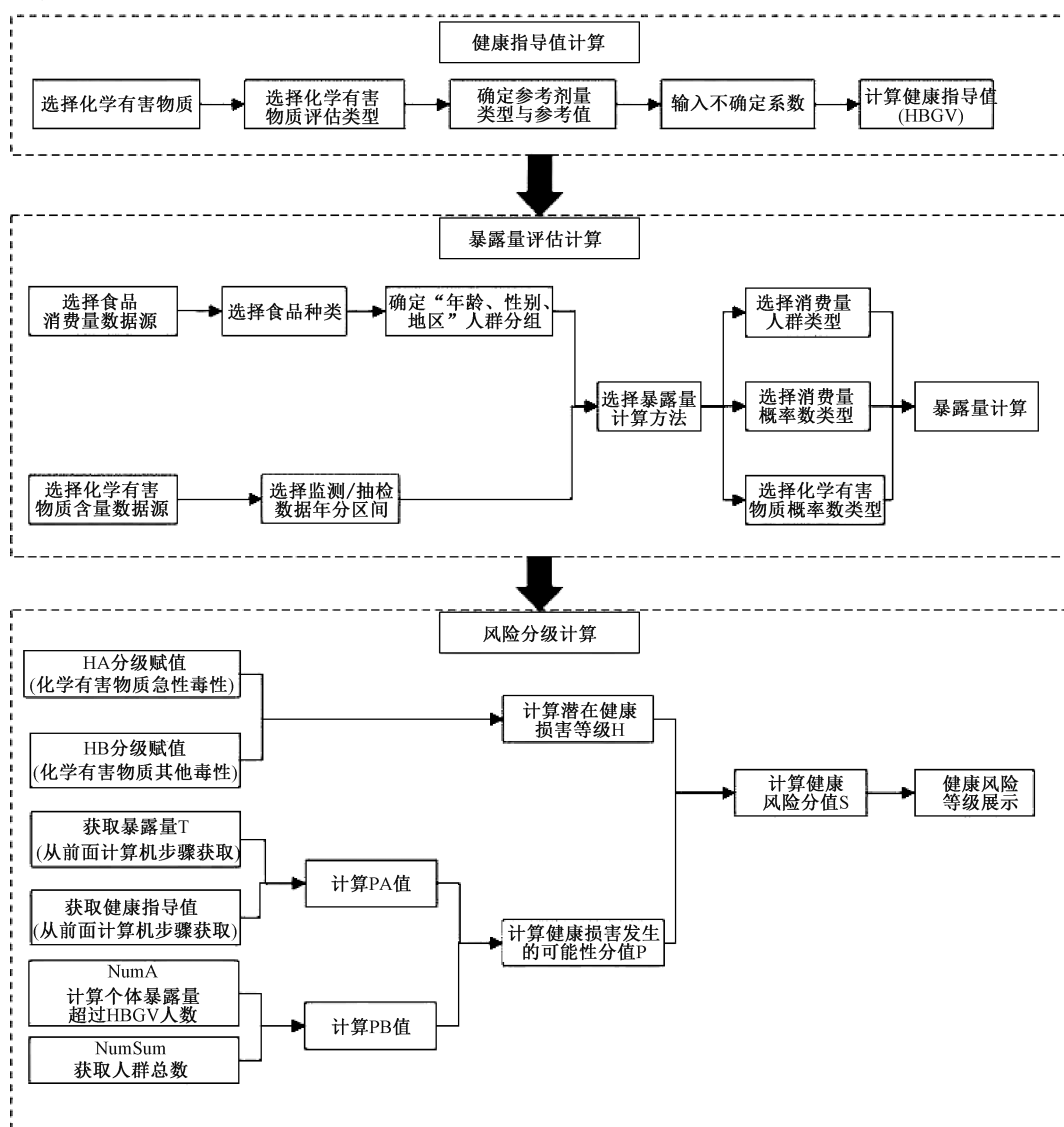 健康指导值计算
选择化学有害物质
选择化学有害
物质评估类型
确定参考剂量
类型与参考值
输入不确定系数
计算健康指导值
(HBGV)
暴露量评估计算
选择食品
消费量数据源
选择食品种类
确定“年龄、性别、
地区”人群分组
选择化学有害
物质含量数据源
选择监测/抽检
数据年分区间
选择暴露量
计算方法
选择消费量
人群类型
选择消费量
概率数类型
选择化学有害
物质概率数类型
暴露量计算
风险分级计算
HA分级赋值
(化学有害物质急性毒性)
HB分级赋值
(化学有害物质其他毒性)
计算潜在健康
损害等级H
获取暴露量T
(从前面计算机步骤获取)
获取健康指导值
(从前面计算机步骤获取)
计算PA值
NumA
计算个体暴露量
超过HBGV人数
NumSum
获取人群总数
计算PB值
计算健康损害发生
的可能性分值P
计算健康
风险分值S
健康风险
等级展示